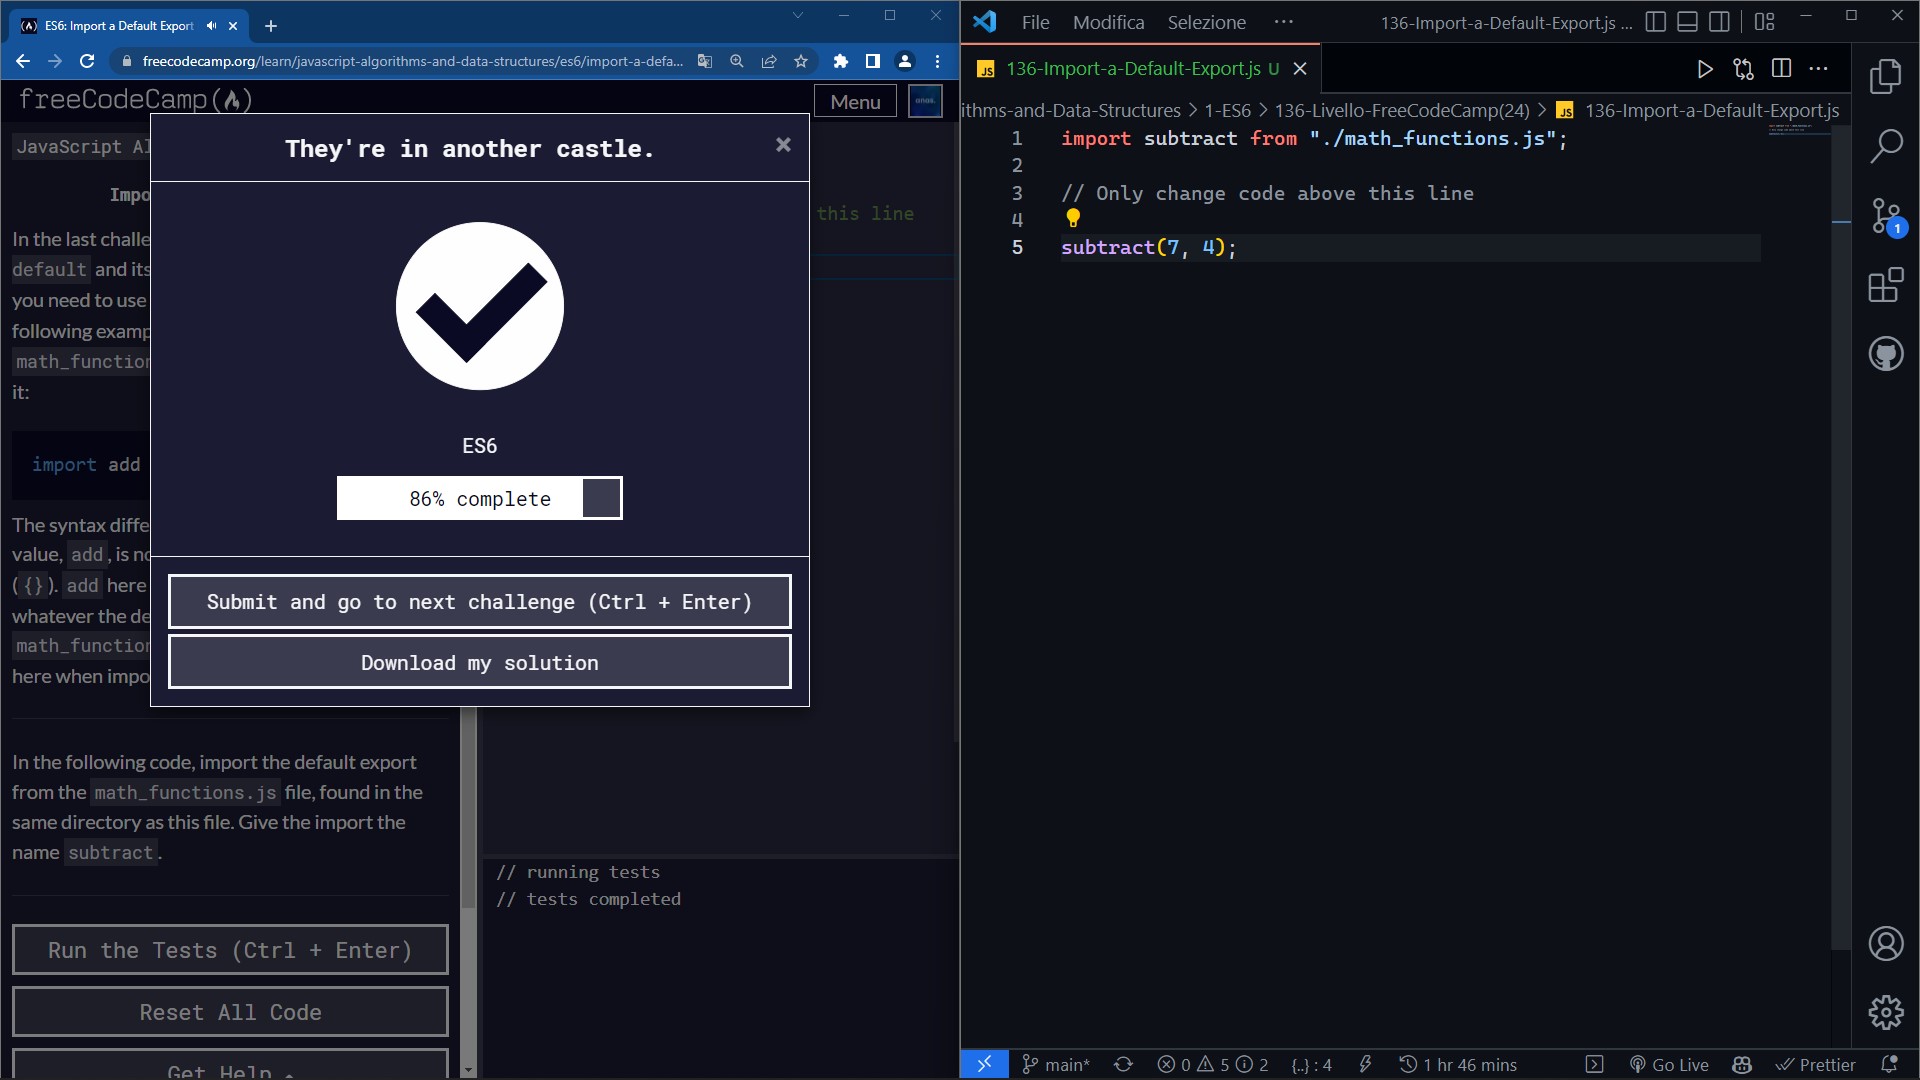 ES6: Import a Default Export
freecodecamp.org/learn/javascript-algorithms-and-data-structures/es6/import-a-defa...
freeCodeCamp
Menu
JavaScript Al
Impo
In the last challe
default and its
you need to use
following examp
math_function
it:
import add
The syntax diffe
value, add, is no
({}). add here
whatever the de
math_function
here when impo
In the following code, import the default export
from the math_functions.js file, found in the
same directory as this file. Give the import the
name subtract.
Run the Tests (Ctrl + Enter)
Reset All Code
Get Help
this line
// running tests
// tests completed
They're in another castle.
×
ES6
86% complete
Submit and go to next challenge (Ctrl + Enter)
Download my solution
File Modifica Selezione ··· 136-Import-a-Default-Export.js ...
JS 136-Import-a-Default-Export.js U
ithms-and-Data-Structures > 1-ES6 > 136-Livello-FreeCodeCamp(24) > JS 136-Import-a-Default-Export.js
1 import subtract from "./math_functions.js";
2
3 // Only change code above this line
4
5 subtract(7, 4);
1
main* 0 5 2 {..} : 4 1 hr 46 mins Go Live Prettier